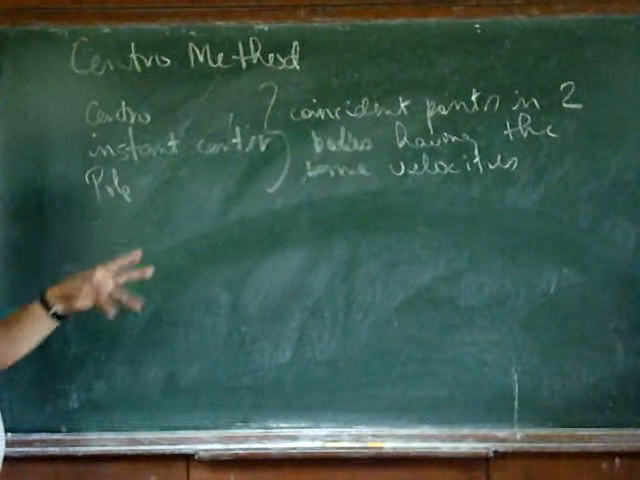 Centro Method
Centro } coincident points in 2
instant center bodies having the
Pole same velocities